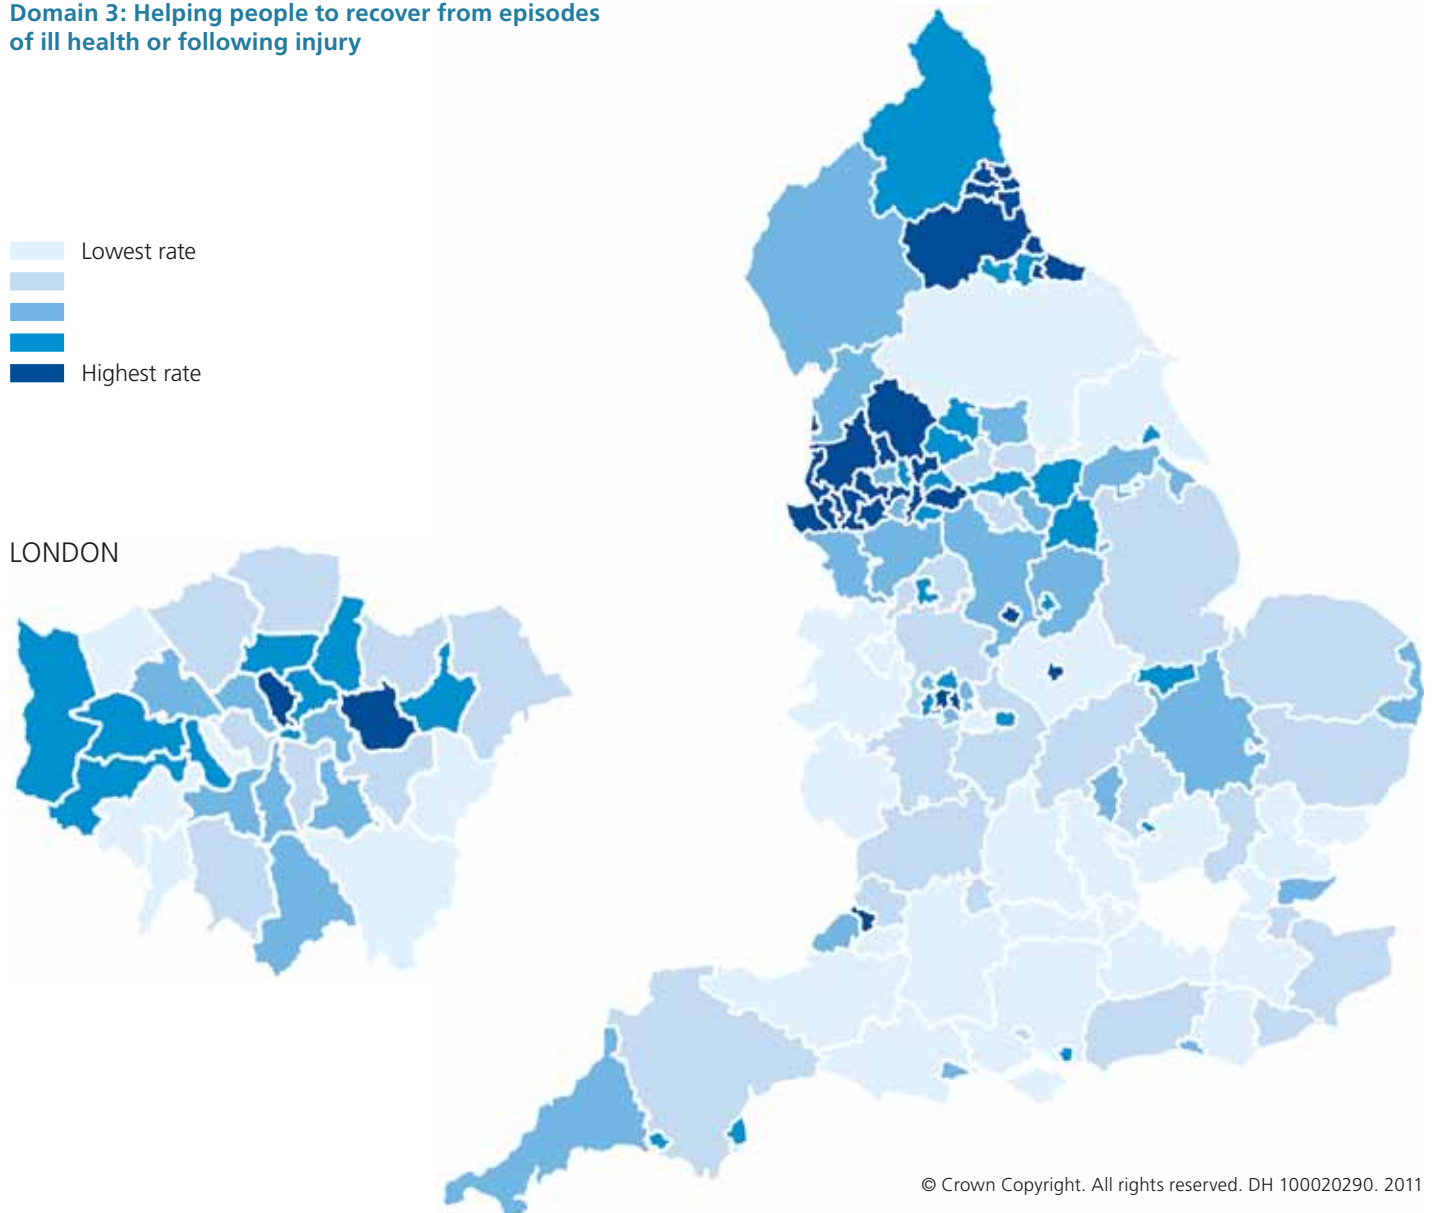 Domain 3: Helping people to recover from episodes
of ill health or following injury
Lowest rate
Highest rate
LONDON
© Crown Copyright. All rights reserved. DH 100020290. 2011